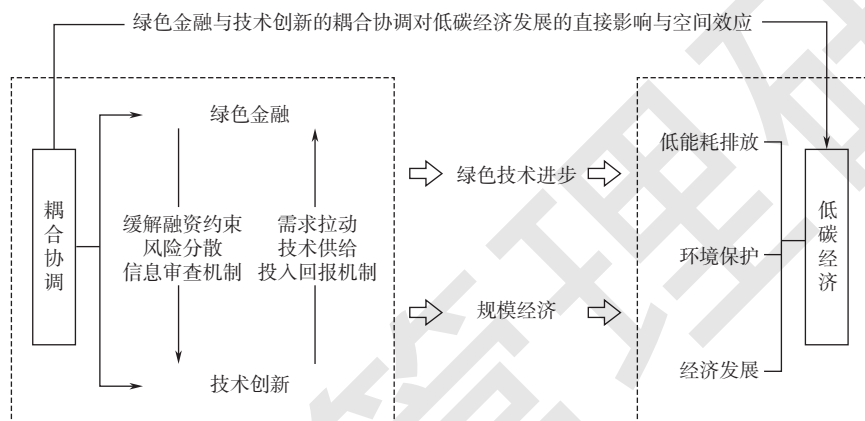 绿色金融与技术创新的耦合协调对低碳经济发展的直接影响与空间效应
耦合协调
绿色金融
缓解融资约束
风险分散
信息审查机制
需求拉动
技术供给
投入回报机制
技术创新
绿色技术进步
规模经济
低能耗排放
环境保护
经济发展
低碳经济
管理研